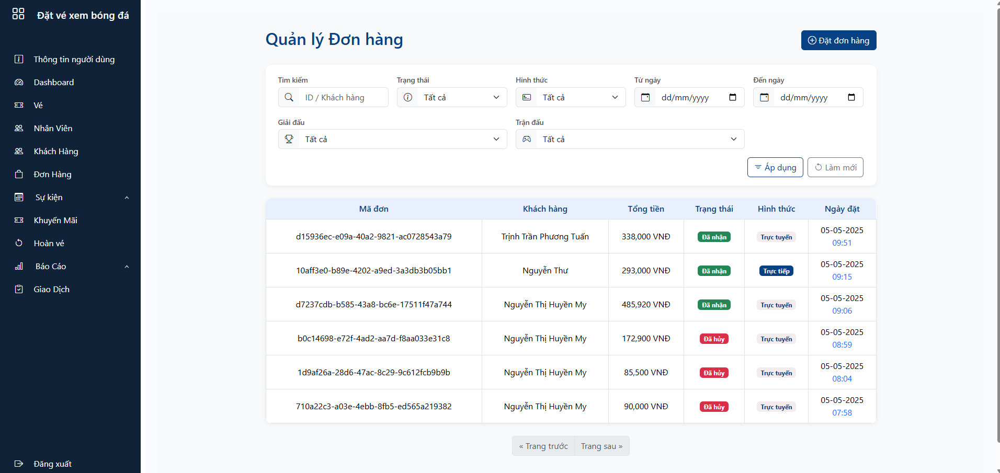 Đặt vé xem bóng đá
Thông tin người dùng
Dashboard
Vé
Nhân Viên
Khách Hàng
Đơn Hàng
Sự kiện
Khuyến Mãi
Hoàn vé
Báo Cáo
Giao Dịch
Đăng xuất
Quản lý Đơn hàng
Đặt đơn hàng
Tìm kiếm Trạng thái Hình thức Từ ngày Đến ngày
ID / Khách hàng Tất cả Tất cả dd/mm/yyyy dd/mm/yyyy
Giải đấu Trận đấu
Tất cả Tất cả
Áp dụng Làm mới
Mã đơn Khách hàng Tổng tiền Trạng thái Hình thức Ngày đặt
d15936ec-e09a-40a2-9821-ac0728543a79 Trịnh Trần Phương Tuấn 338,000 VNĐ Đã nhận Trực tuyến 05-05-2025
09:51
10aff3e0-b89e-4202-a9ed-3a3db3b05bb1 Nguyễn Thư 293,000 VNĐ Đã nhận Trực tiếp 05-05-2025
09:15
d7237cdb-b585-43a8-bc6e-17511f47a744 Nguyễn Thị Huyền My 485,920 VNĐ Đã nhận Trực tuyến 05-05-2025
09:06
b0c14698-e72f-4ad2-aa7d-f8aa033e31c8 Nguyễn Thị Huyền My 172,900 VNĐ Đã hủy Trực tuyến 05-05-2025
08:59
1d9af26a-28d6-47ac-8c29-9c612fcb9b9b Nguyễn Thị Huyền My 85,500 VNĐ Đã hủy Trực tuyến 05-05-2025
08:04
710a22c3-a03e-4ebb-8fb5-ed565a219382 Nguyễn Thị Huyền My 90,000 VNĐ Đã hủy Trực tuyến 05-05-2025
07:58
« Trang trước Trang sau »